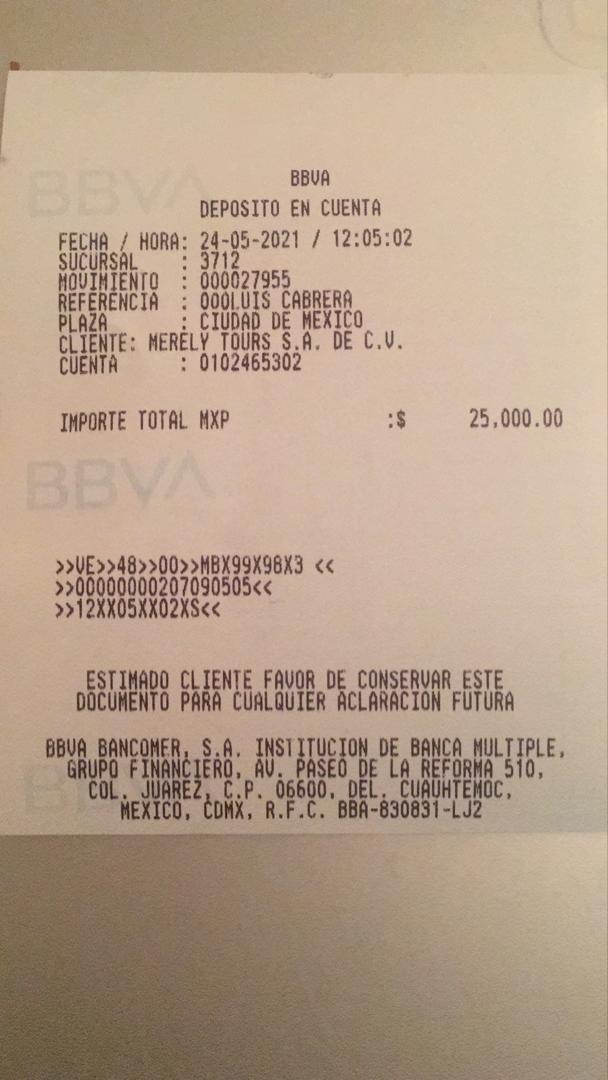 BBVA
DEPOSITO EN CUENTA
FECHA / HORA: 24-05-2021 / 12:05:02
SUCURSAL : 3712
MOVIMIENTO : 000027955
REFERENCIA : 000LUIS CABRERA
PLAZA : CIUDAD DE MEXICO
CLIENTE: MERELY TOURS S.A. DE C.V.
CUENTA : 0102465302
IMPORTE TOTAL MXP :$ 25,000.00
BBVA
>>VE>>48>>00>>MBX99X98X3 <<
>>00000000207090505<<
>>12XX05XX02XS<<
ESTIMADO CLIENTE FAVOR DE CONSERVAR ESTE
DOCUMENTO PARA CUALQUIER ACLARACION FUTURA
BBVA BANCOMER, S.A. INSTITUCION DE BANCA MULTIPLE,
GRUPO FINANCIERO, AV. PASEO DE LA REFORMA 510,
COL. JUAREZ, C.P. 06600, DEL. CUAUHTEMOC,
MEXICO, CDMX, R.F.C. BBA-830831-LJ2